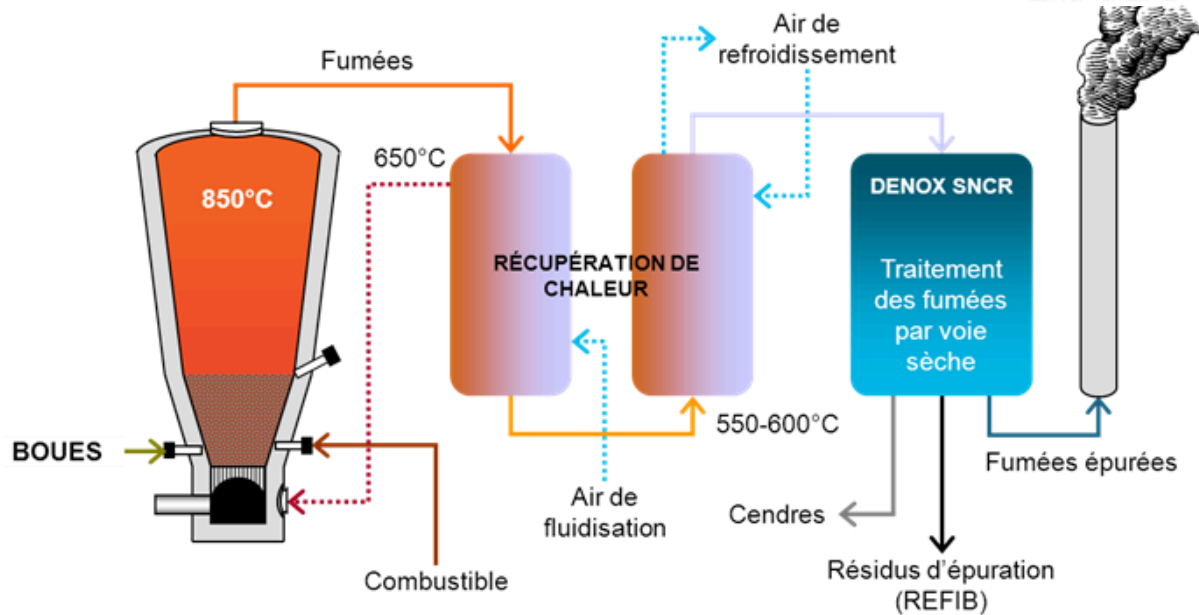 Fumées
Air de
refroidissement
650°C
850°C
DENOX SNCR
RÉCUPÉRATION DE
CHALEUR
Traitement
des fumées
par voie
sèche
550-600°C
BOUES
Fumées épurées
Air de
fluidisation
Cendres
Combustible
Résidus d'épuration
(REFIB)